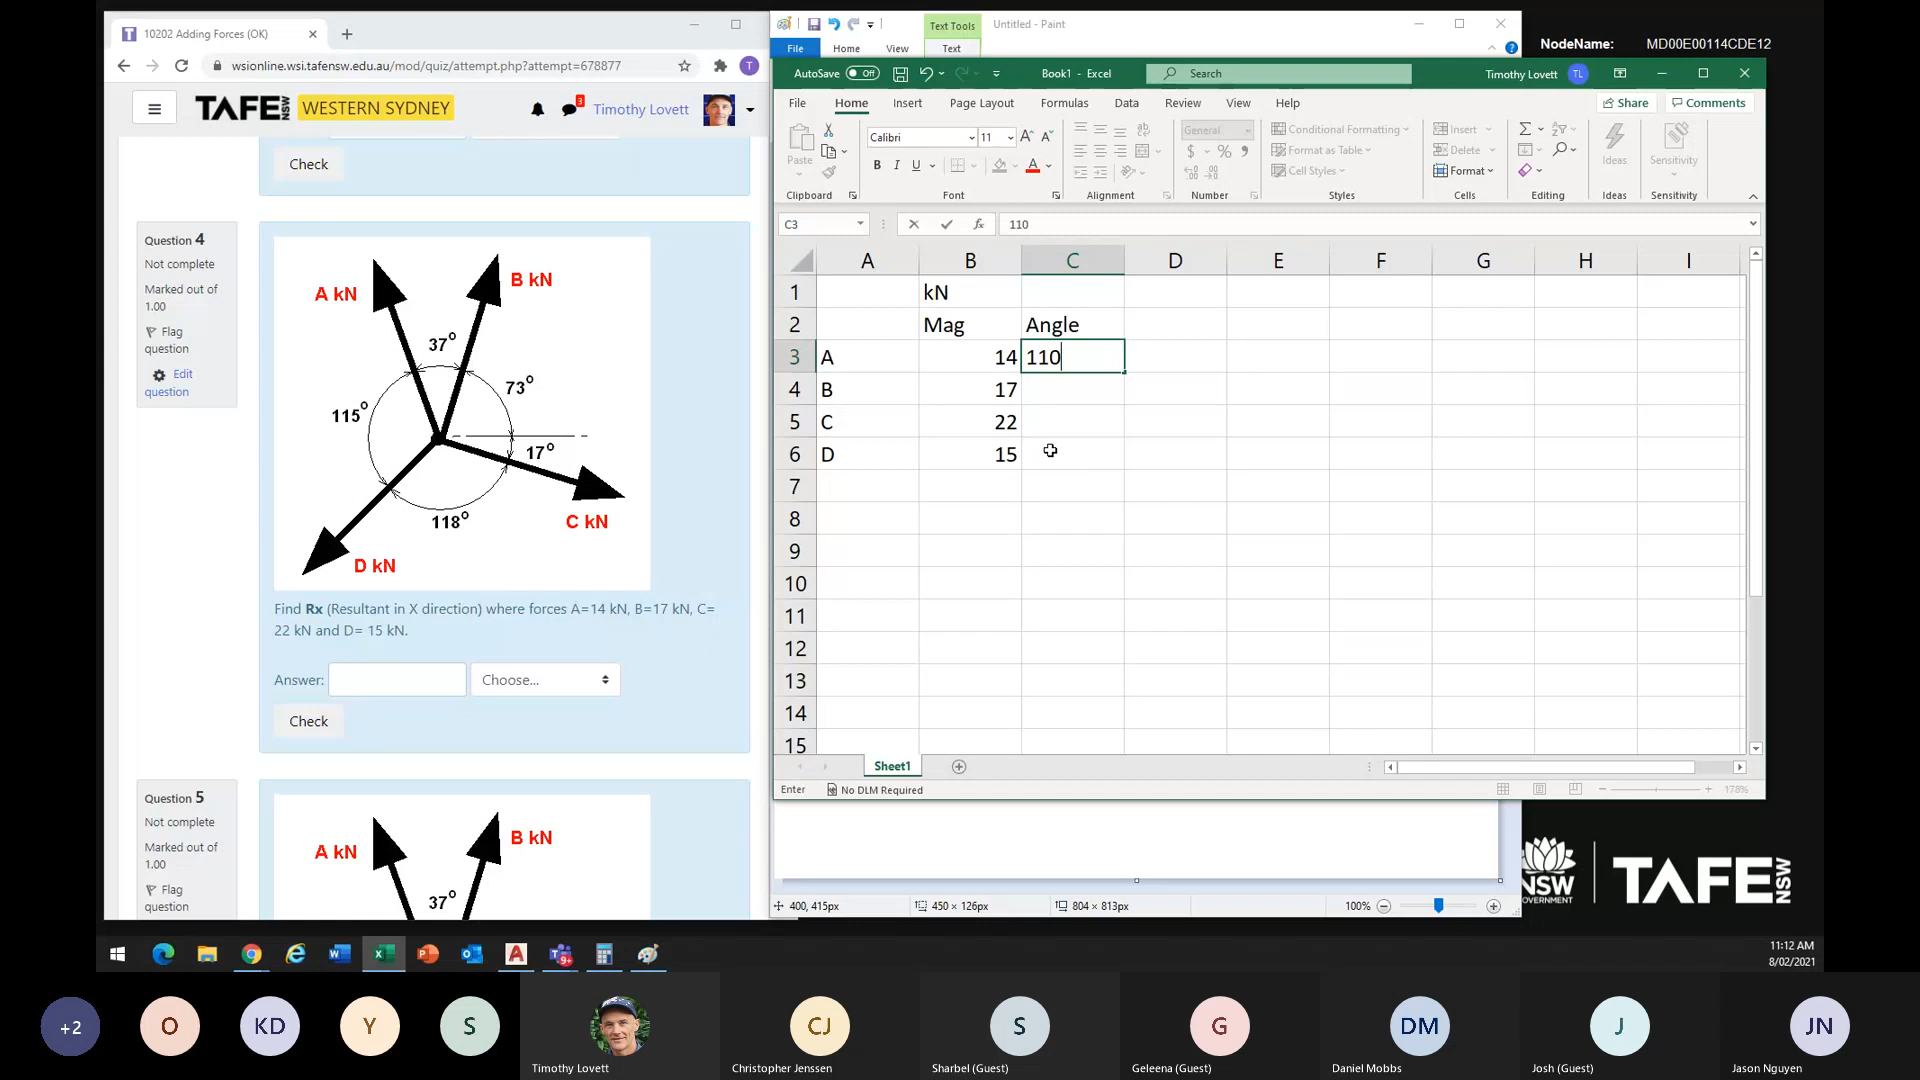 10202 Adding Forces (OK)
wsionline.wsi.tafensw.edu.au/mod/quiz/attempt.php?attempt=678877
T
TAFE NSW
WESTERN SYDNEY
3
Timothy Lovett
Check
Question 4
Not complete
Marked out of
1.00
Flag
question
Edit
question
A kN
B kN
37°
73°
115°
17°
118°
C kN
D kN
Find Rx (Resultant in X direction) where forces A=14 kN, B=17 kN, C=
22 kN and D= 15 kN.
Answer:
Choose...
Check
Question 5
Not complete
Marked out of
1.00
Flag
question
A kN
B kN
37°
Text Tools
Untitled - Paint
File
Home
View
Text
NodeName:
MD00E00114CDE12
AutoSave
Off
Book1 - Excel
Search
Timothy Lovett
TL
File
Home
Insert
Page Layout
Formulas
Data
Review
View
Help
Share
Comments
Paste
Clipboard
Calibri
11
B I U
Font
Alignment
General
$ % ,
Number
Conditional Formatting
Format as Table
Cell Styles
Styles
Insert
Delete
Format
Cells
Editing
Ideas
Ideas
Sensitivity
Sensitivity
C3
fx
110
A B C D E F G H I
1 kN
2 Mag Angle
3 A 14 110
4 B 17
5 C 22
6 D 15
7
8
9
10
11
12
13
14
15
Sheet1
Enter
No DLM Required
178%
400, 415px
450 × 126px
804 × 813px
100%
NSW
GOVERNMENT
TAFE NSW
9+
11:12 AM
8/02/2021
+2
O
KD
Y
S
Timothy Lovett
CJ
Christopher Jenssen
S
Sharbel (Guest)
G
Geleena (Guest)
DM
Daniel Mobbs
J
Josh (Guest)
JN
Jason Nguyen